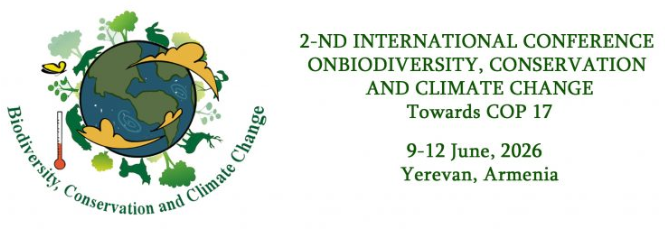 2-ND INTERNATIONAL CONFERENCE
ONBIODIVERSITY, CONSERVATION
AND CLIMATE CHANGE
Towards COP 17
9-12 June, 2026
Yerevan, Armenia
Biodiversity, Conservation and Climate Change